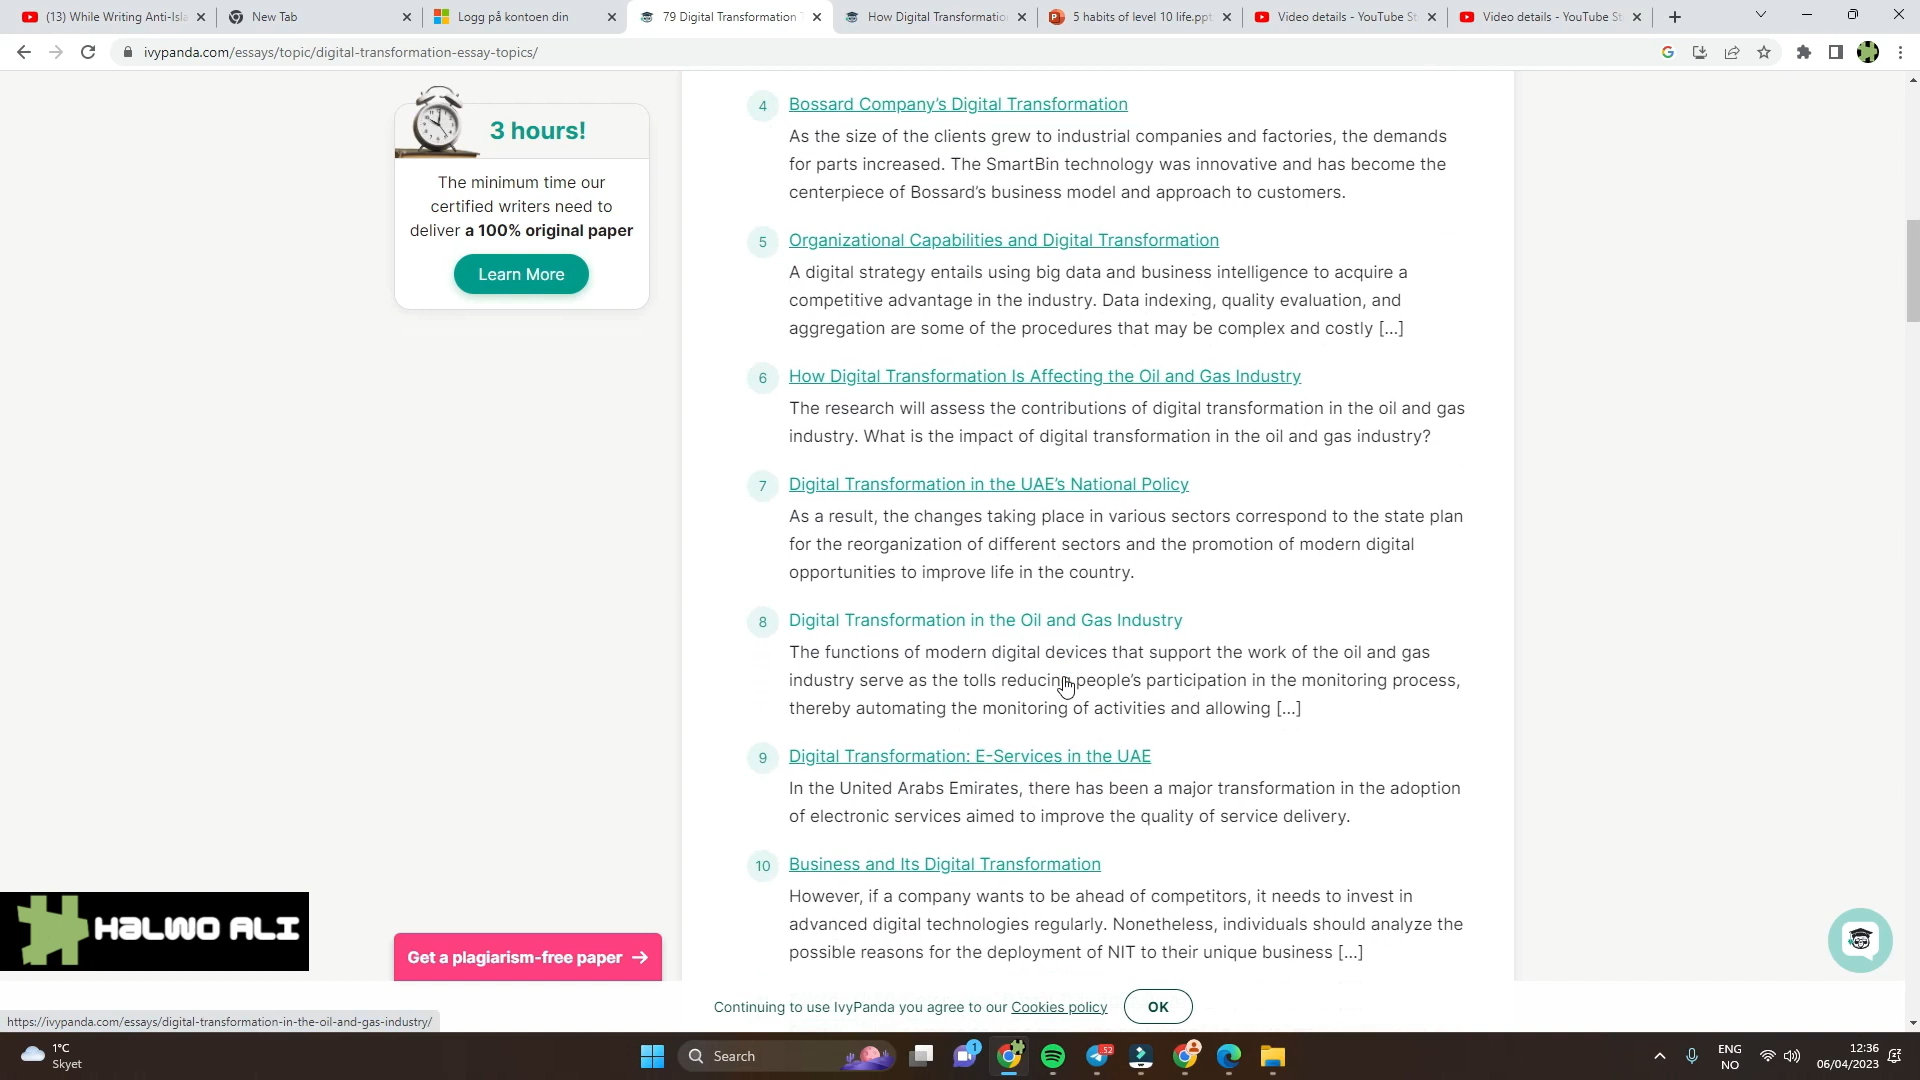 (13) While Writing Anti-Isla
New Tab
Logg på kontoen din
79 Digital Transformation T
How Digital Transformatio
5 habits of level 10 life.ppt
Video details - YouTube St
Video details - YouTube St
ivypanda.com/essays/topic/digital-transformation-essay-topics/
3 hours!
The minimum time our
certified writers need to
deliver a 100% original paper
Learn More
4 Bossard Company's Digital Transformation
As the size of the clients grew to industrial companies and factories, the demands
for parts increased. The SmartBin technology was innovative and has become the
centerpiece of Bossard's business model and approach to customers.
5 Organizational Capabilities and Digital Transformation
A digital strategy entails using big data and business intelligence to acquire a
competitive advantage in the industry. Data indexing, quality evaluation, and
aggregation are some of the procedures that may be complex and costly [...]
6 How Digital Transformation Is Affecting the Oil and Gas Industry
The research will assess the contributions of digital transformation in the oil and gas
industry. What is the impact of digital transformation in the oil and gas industry?
7 Digital Transformation in the UAE's National Policy
As a result, the changes taking place in various sectors correspond to the state plan
for the reorganization of different sectors and the promotion of modern digital
opportunities to improve life in the country.
8 Digital Transformation in the Oil and Gas Industry
The functions of modern digital devices that support the work of the oil and gas
industry serve as the tolls reducing people's participation in the monitoring process,
thereby automating the monitoring of activities and allowing [...]
9 Digital Transformation: E-Services in the UAE
In the United Arabs Emirates, there has been a major transformation in the adoption
of electronic services aimed to improve the quality of service delivery.
10 Business and Its Digital Transformation
However, if a company wants to be ahead of competitors, it needs to invest in
advanced digital technologies regularly. Nonetheless, individuals should analyze the
possible reasons for the deployment of NIT to their unique business [...]
HALWO ALI
Get a plagiarism-free paper →
Continuing to use IvyPanda you agree to our Cookies policy
OK
https://ivypanda.com/essays/digital-transformation-in-the-oil-and-gas-industry/
1°C
Skyet
Search
1
52
ENG
NO
12:36
06/04/2023